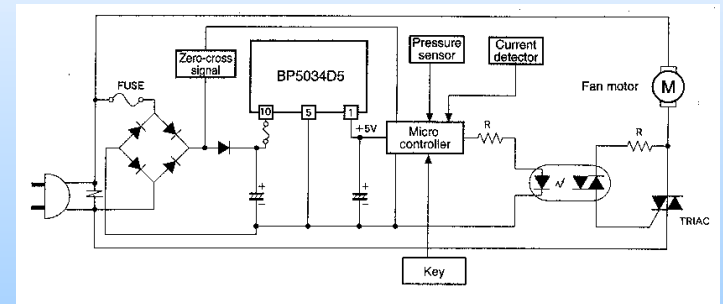 Pressure
sensor
Current
detector
Zero-cross
signal
BP5034D5
FUSE
Fan motor
M
10
5
1
+5V
Micro
controller
R
R
+
−
+
−
TRIAC
Key